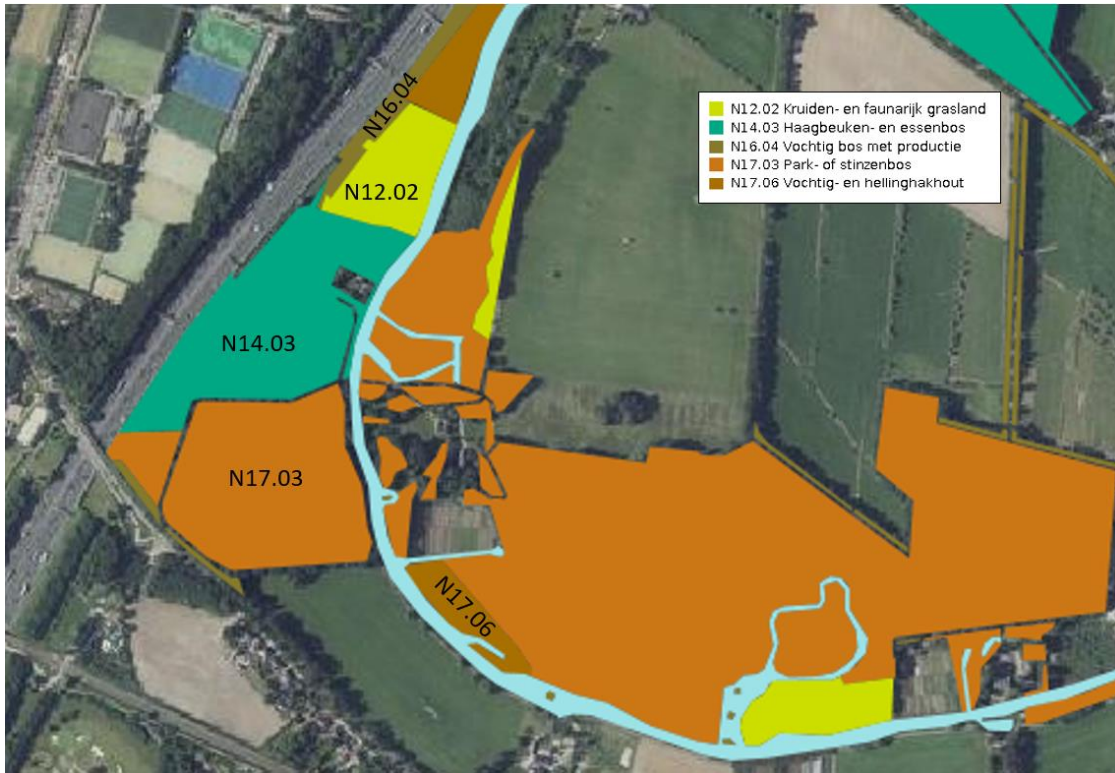 N16.04
N12.02 Kruiden- en faunarijk grasland
N14.03 Haagbeuken- en essenbos
N16.04 Vochtig bos met productie
N17.03 Park- of stinzenbos
N17.06 Vochtig- en hellinghakhout
N12.02
N14.03
N17.03
N17.06